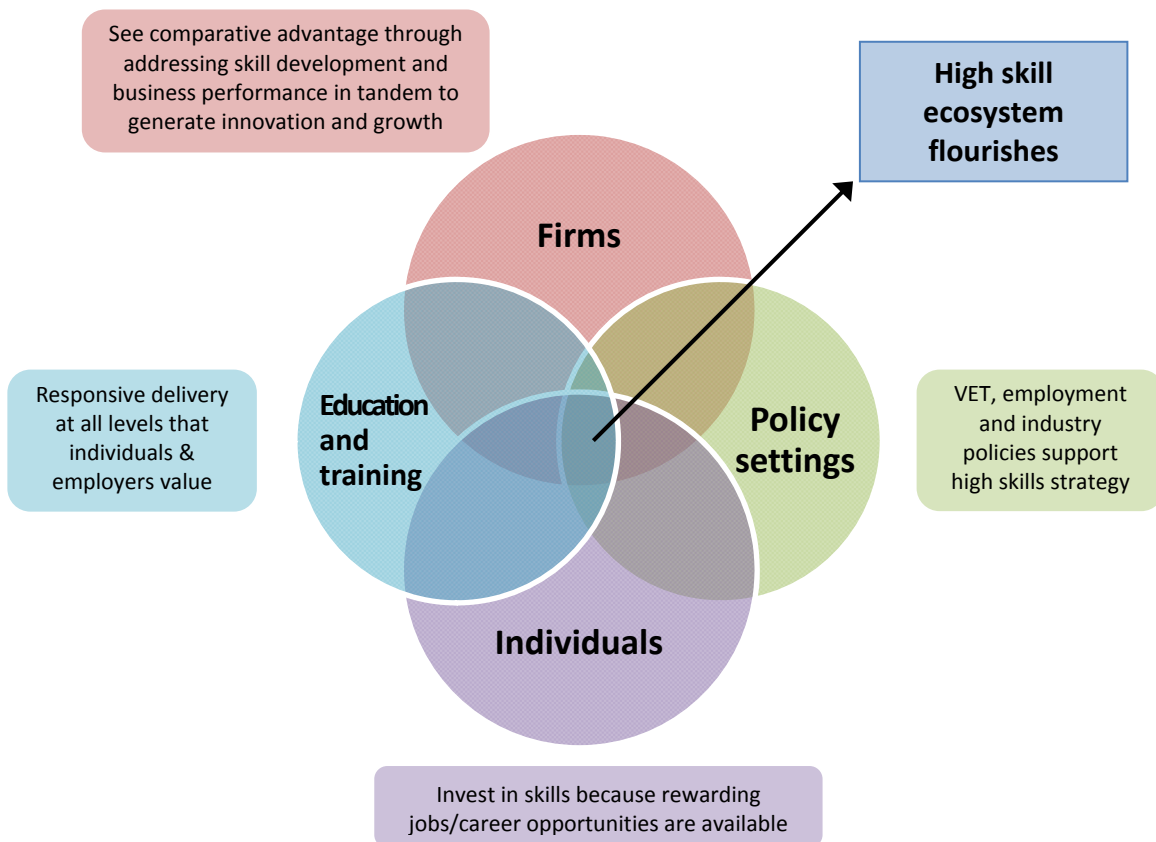 See comparative advantage through
addressing skill development and
business performance in tandem to
generate innovation and growth
High skill
ecosystem
flourishes
Firms
Responsive delivery
at all levels that
individuals &
employers value
Education
and
training
Policy
settings
VET, employment
and industry
policies support
high skills strategy
Individuals
Invest in skills because rewarding
jobs/career opportunities are available